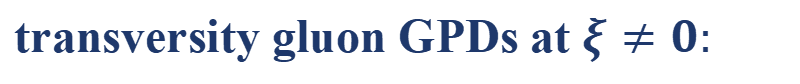 transversity gluon GPDs at ξ ≠ 0: